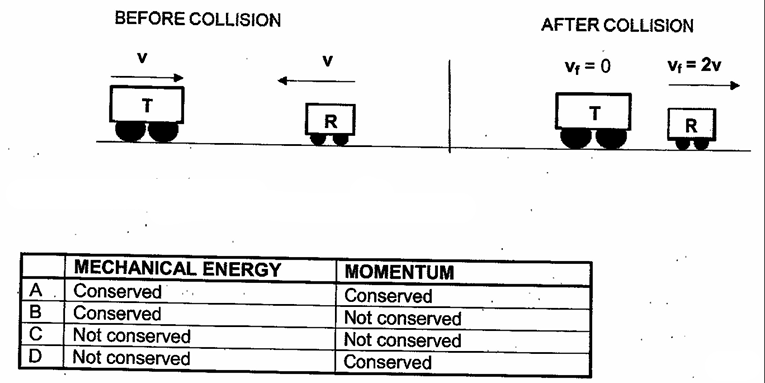 BEFORE COLLISION
AFTER COLLISION
v
v
v_f = 0
v_f = 2v
T
R
T
R
MECHANICAL ENERGY MOMENTUM
A Conserved Conserved
B Conserved Not conserved
C Not conserved Not conserved
D Not conserved Conserved